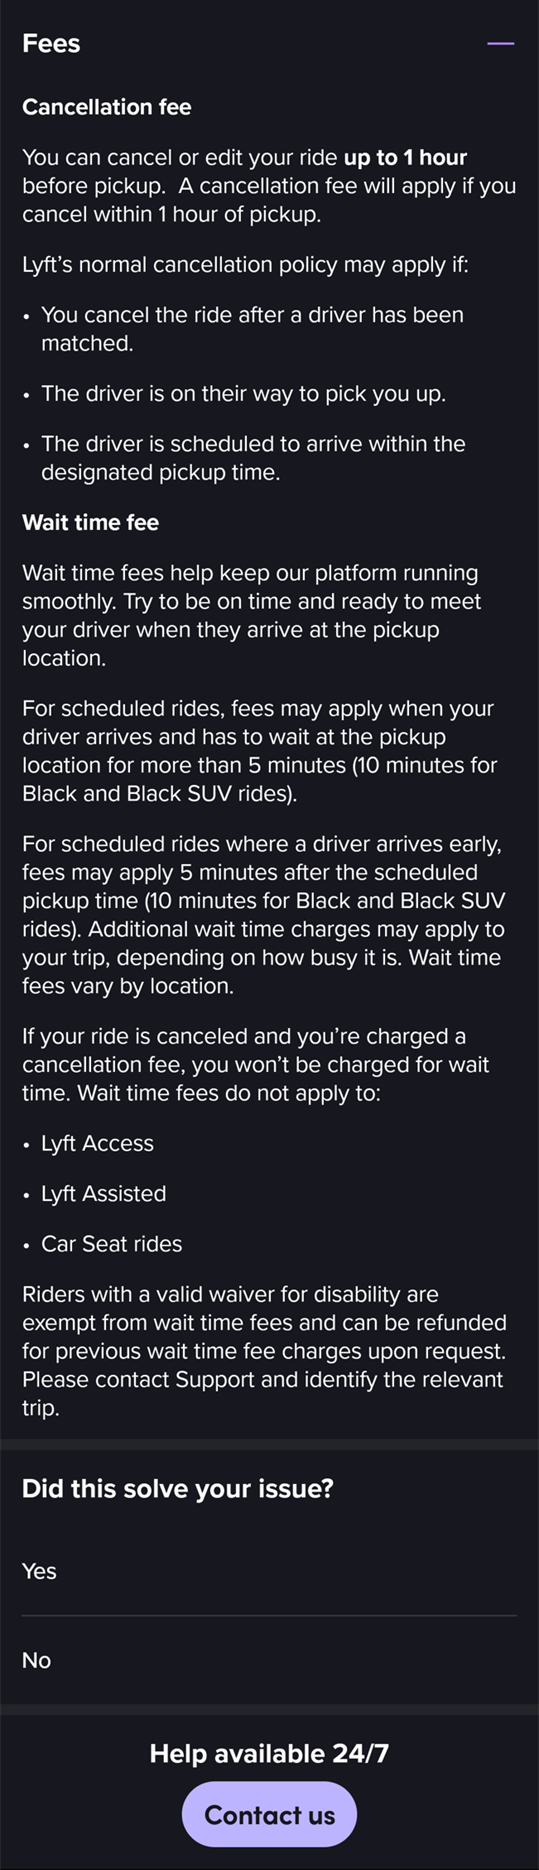 Fees
Cancellation fee
You can cancel or edit your ride up to 1 hour
before pickup.  A cancellation fee will apply if you
cancel within 1 hour of pickup.
Lyft’s normal cancellation policy may apply if:
• You cancel the ride after a driver has been
matched.
• The driver is on their way to pick you up.
• The driver is scheduled to arrive within the
designated pickup time.
Wait time fee
Wait time fees help keep our platform running
smoothly. Try to be on time and ready to meet
your driver when they arrive at the pickup
location.
For scheduled rides, fees may apply when your
driver arrives and has to wait at the pickup
location for more than 5 minutes (10 minutes for
Black and Black SUV rides).
For scheduled rides where a driver arrives early,
fees may apply 5 minutes after the scheduled
pickup time (10 minutes for Black and Black SUV
rides). Additional wait time charges may apply to
your trip, depending on how busy it is. Wait time
fees vary by location.
If your ride is canceled and you’re charged a
cancellation fee, you won’t be charged for wait
time. Wait time fees do not apply to:
• Lyft Access
• Lyft Assisted
• Car Seat rides
Riders with a valid waiver for disability are
exempt from wait time fees and can be refunded
for previous wait time fee charges upon request.
Please contact Support and identify the relevant
trip.
Did this solve your issue?
Yes
No
Help available 24/7
Contact us